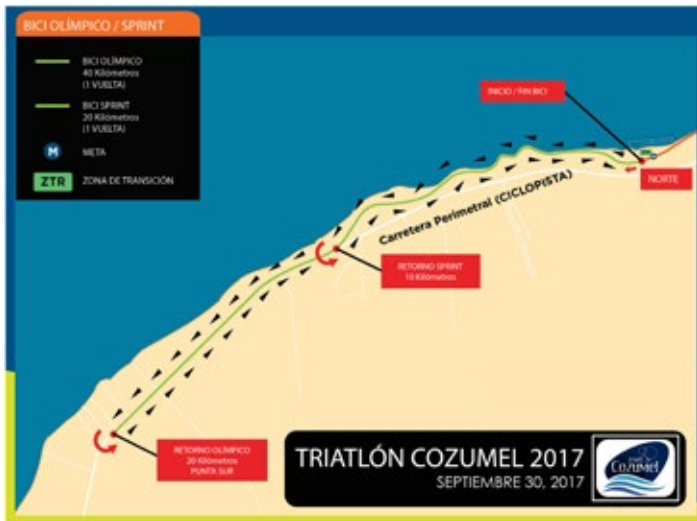 BICI OLÍMPICO / SPRINT
BICI OLÍMPICO
40 Kilómetros
(1 VUELTA)
BICI SPRINT
20 Kilómetros
(1 VUELTA)
M
META
ZTR
ZONA DE TRANSICIÓN
INICIO / FIN BICI
NORTE
Carretera Perimetral (CICLOPISTA)
RETORNO SPRINT
10 Kilómetros
RETORNO OLÍMPICO
20 Kilómetros
PUNTA SUR
TRIATLÓN COZUMEL 2017
SEPTIEMBRE 30, 2017
COZUMEL